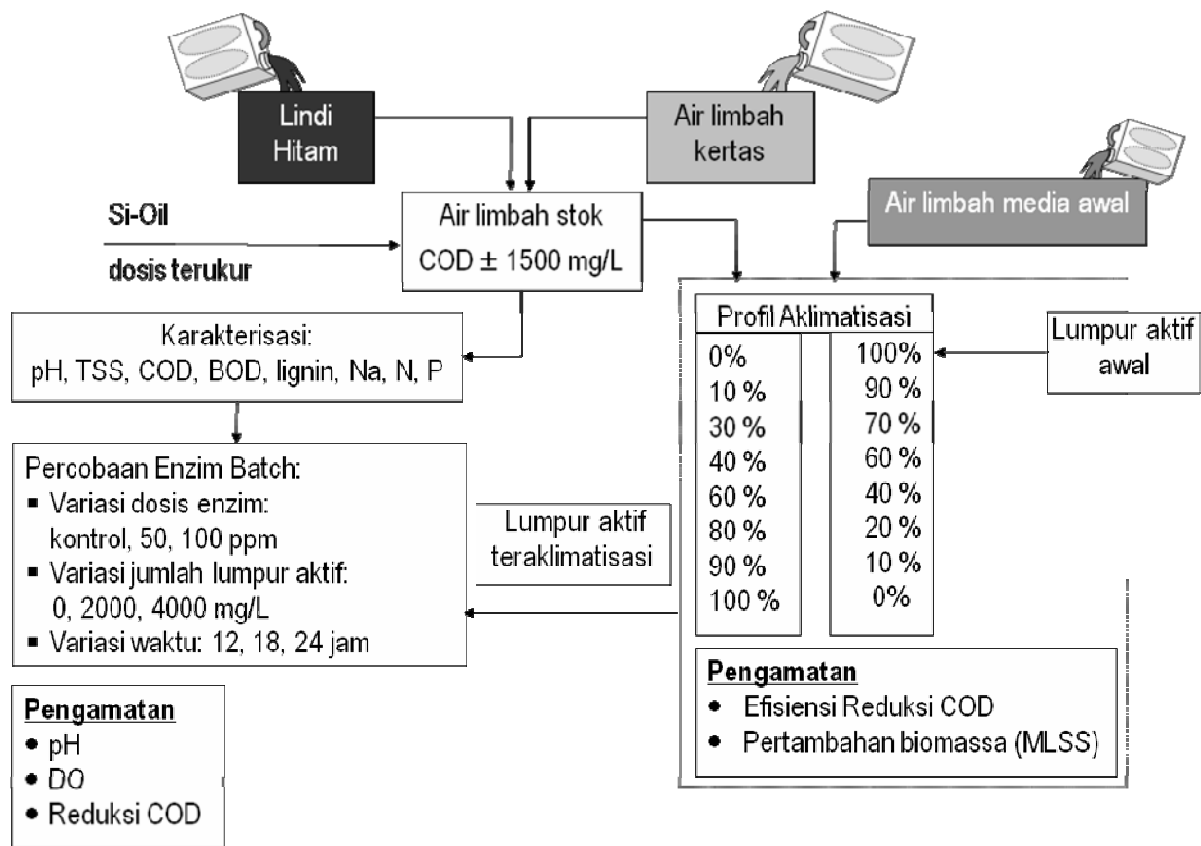 Lindi
Hitam
Air limbah
kertas
Air limbah media awal
Si-Oil
dosis terukur
Air limbah stok
COD ± 1500 mg/L
Karakterisasi:
pH, TSS, COD, BOD, lignin, Na, N, P
Profil Aklimatisasi
0% 100%
10 % 90 %
30 % 70 %
40 % 60 %
60 % 40 %
80 % 20 %
90 % 10 %
100 % 0%
Lumpur aktif
awal
Percobaan Enzim Batch:
▪ Variasi dosis enzim:
kontrol, 50, 100 ppm
▪ Variasi jumlah lumpur aktif:
0, 2000, 4000 mg/L
▪ Variasi waktu: 12, 18, 24 jam
Lumpur aktif
teraklimatisasi
Pengamatan
• Efisiensi Reduksi COD
• Pertambahan biomassa (MLSS)
Pengamatan
• pH
• DO
• Reduksi COD